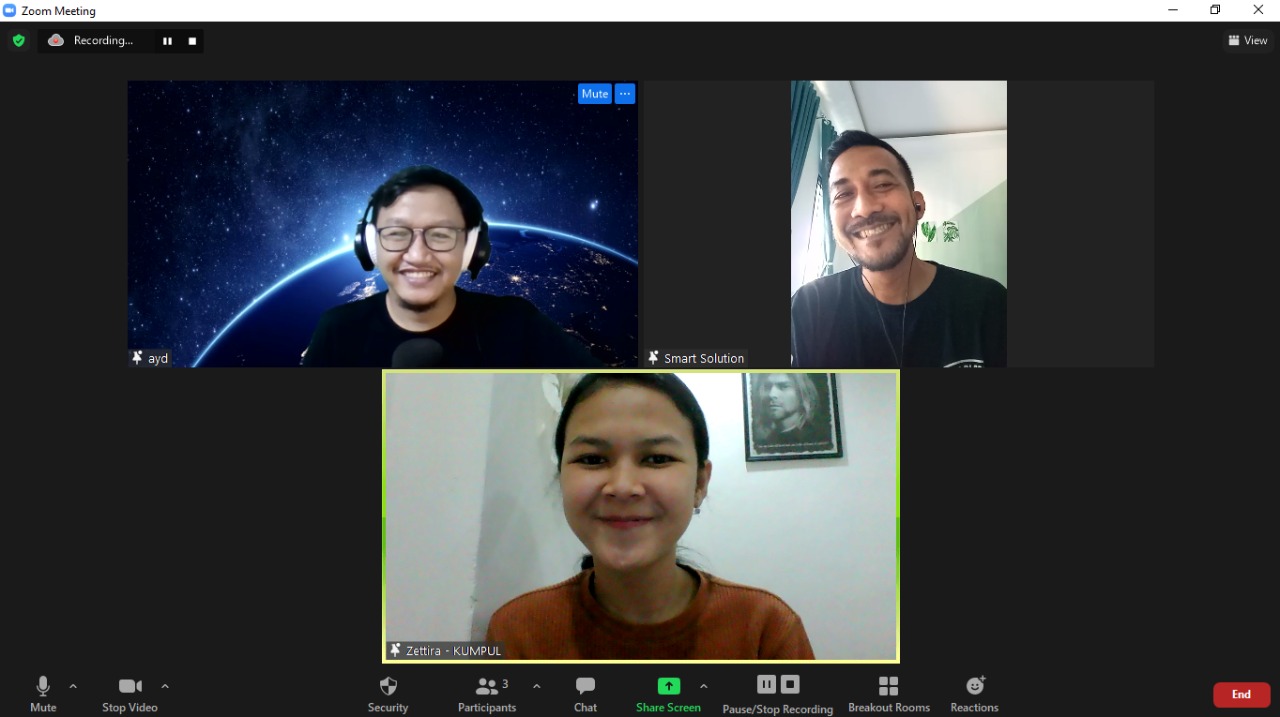 Zoom Meeting
Recording...
View
Mute
ayd
Smart Solution
Zettira - KUMPUL
Mute
Stop Video
Security
Participants
3
Chat
Share Screen
Pause/Stop Recording
Breakout Rooms
Reactions
End